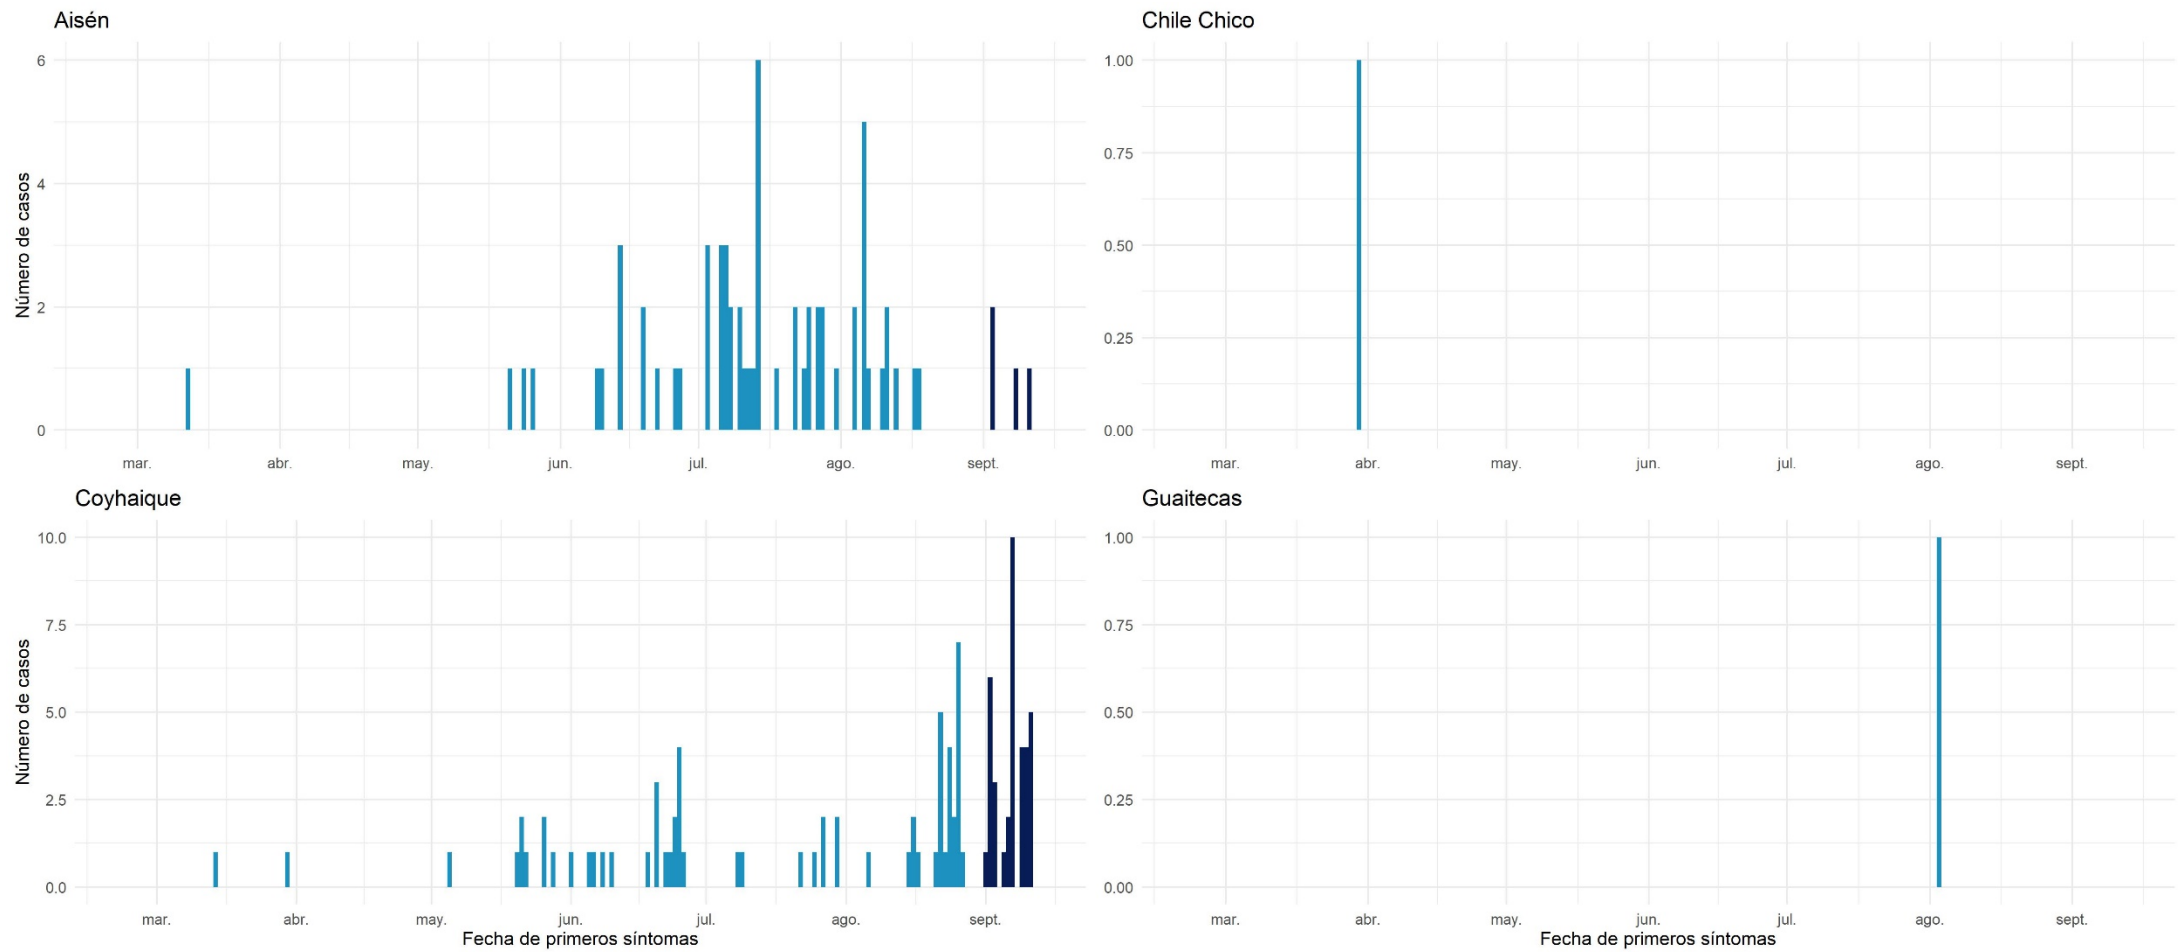 Aisén
Número de casos
6
4
2
0
mar. abr. may. jun. jul. ago. sept.
Chile Chico
1.00
0.75
0.50
0.25
0.00
mar. abr. may. jun. jul. ago. sept.
Coyhaique
Número de casos
10.0
7.5
5.0
2.5
0.0
mar. abr. may. jun. jul. ago. sept.
Fecha de primeros síntomas
Guaitecas
1.00
0.75
0.50
0.25
0.00
mar. abr. may. jun. jul. ago. sept.
Fecha de primeros síntomas